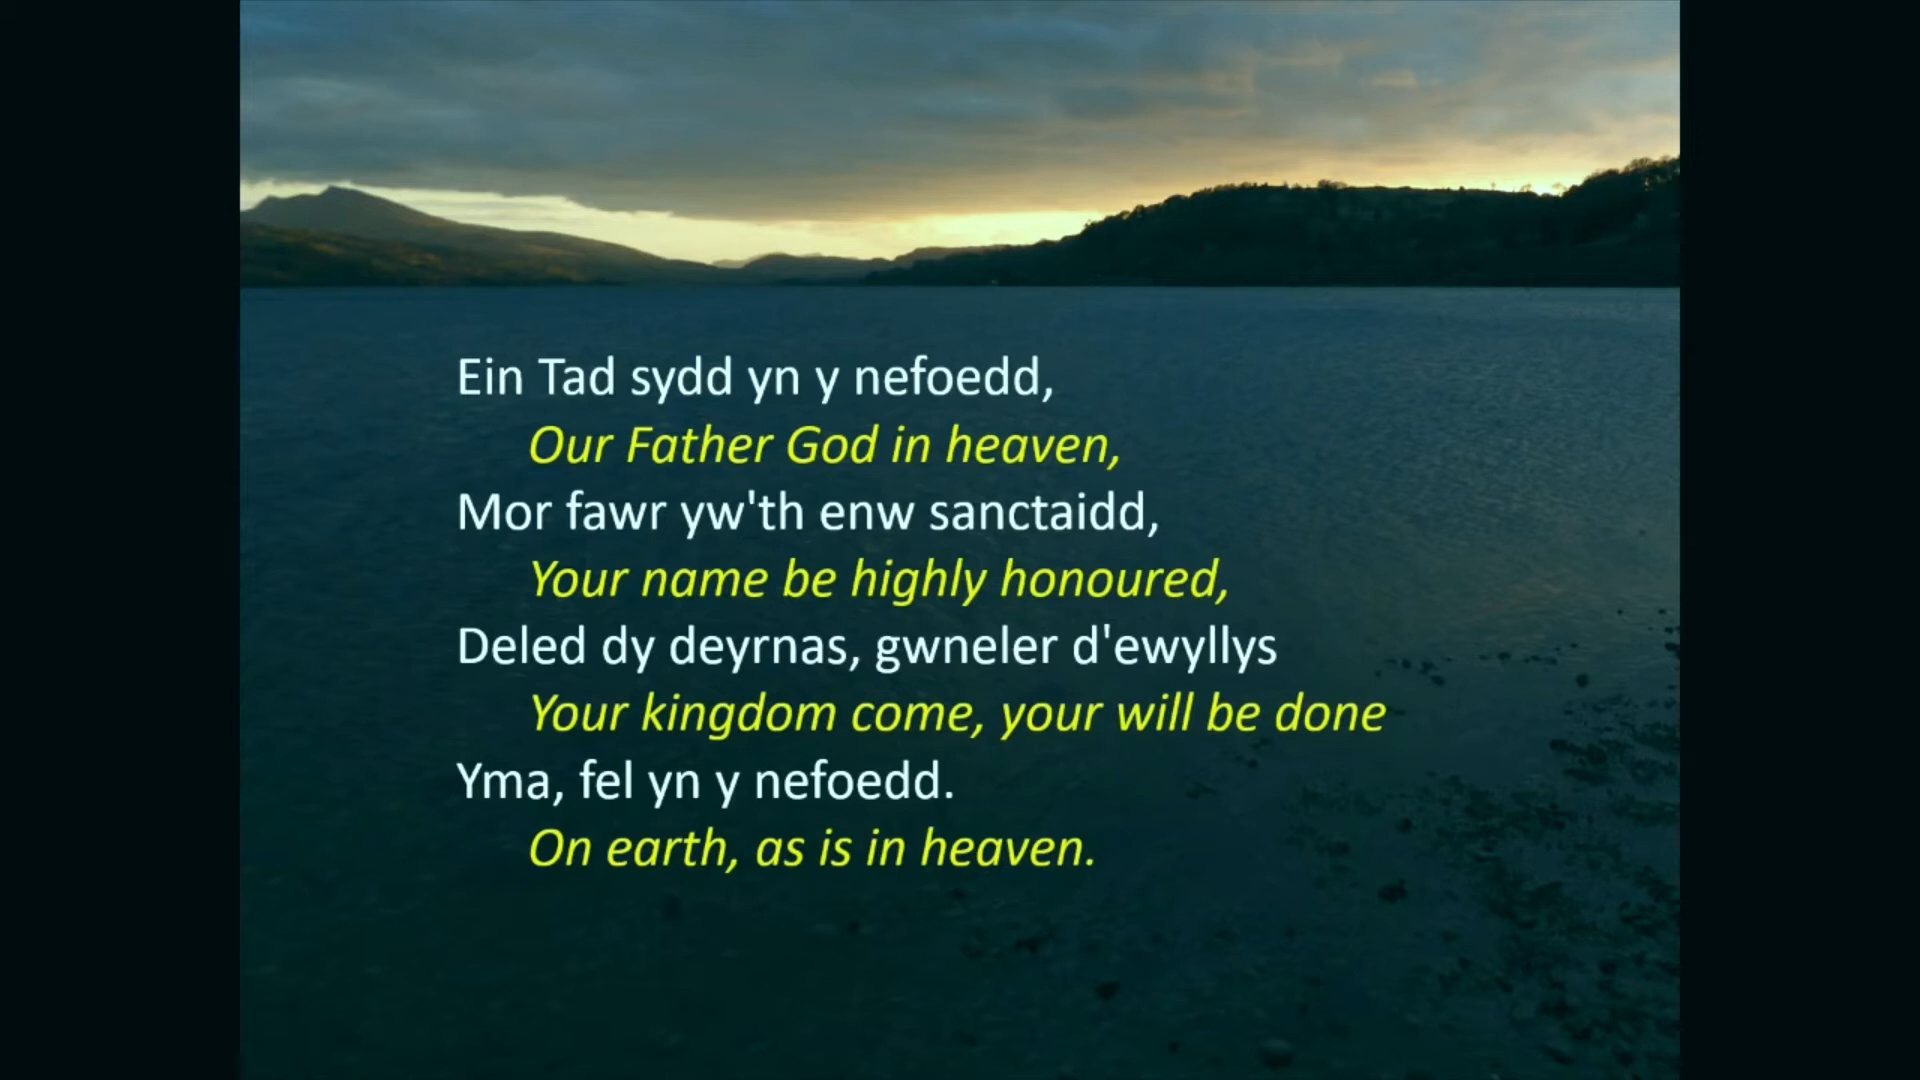 Ein Tad sydd yn y nefoedd,
Our Father God in heaven,
Mor fawr yw'th enw sanctaidd,
Your name be highly honoured,
Deled dy deyrnas, gwneler d'ewyllys
Your kingdom come, your will be done
Yma, fel yn y nefoedd.
On earth, as is in heaven.